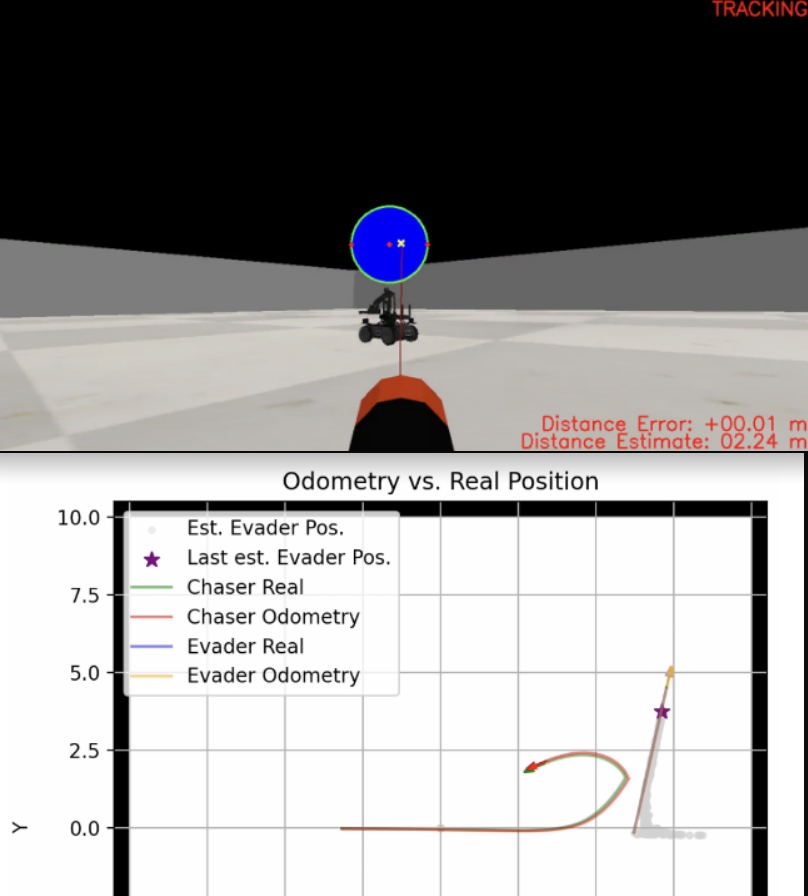 TRACKING
Distance Error: +00.01 m
Distance Estimate: 02.24 m
Odometry vs. Real Position
10.0
Est. Evader Pos.
Last est. Evader Pos.
7.5
Chaser Real
Chaser Odometry
Evader Real
5.0
Evader Odometry
2.5
0.0
Y